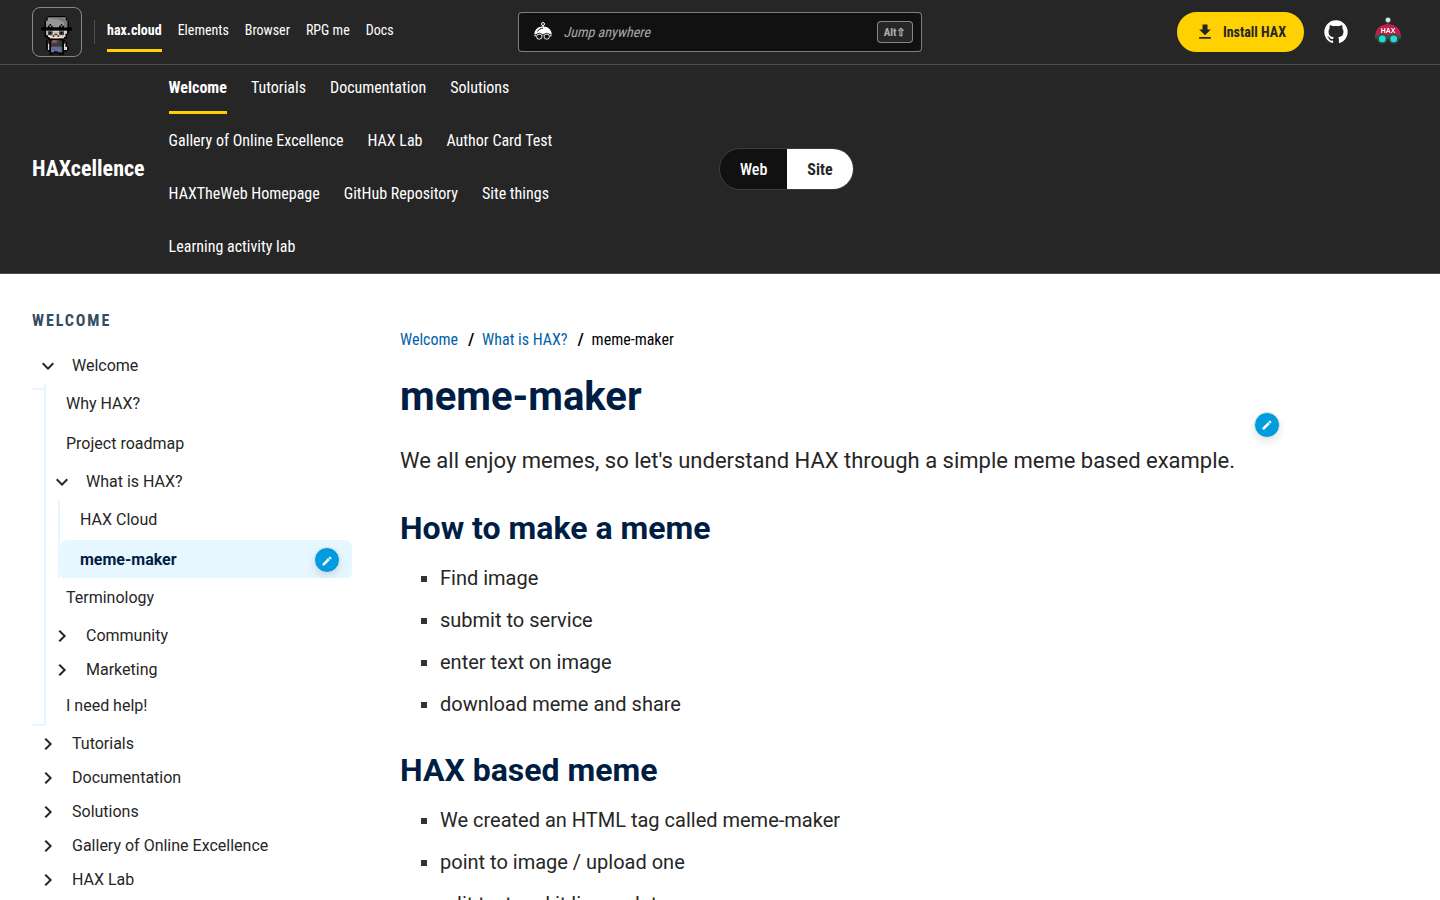 hax.cloud Elements Browser RPG me Docs
Jump anywhere
Alt⇧
Install HAX
HAX
HAXcellence
Welcome Tutorials Documentation Solutions
Gallery of Online Excellence HAX Lab Author Card Test
HAXTheWeb Homepage GitHub Repository Site things
Learning activity lab
Web Site
WELCOME
Welcome
Why HAX?
Project roadmap
What is HAX?
HAX Cloud
meme-maker
Terminology
Community
Marketing
I need help!
Tutorials
Documentation
Solutions
Gallery of Online Excellence
HAX Lab
Welcome / What is HAX? / meme-maker
meme-maker
We all enjoy memes, so let's understand HAX through a simple meme based example.
How to make a meme
▪ Find image
▪ submit to service
▪ enter text on image
▪ download meme and share
HAX based meme
▪ We created an HTML tag called meme-maker
▪ point to image / upload one